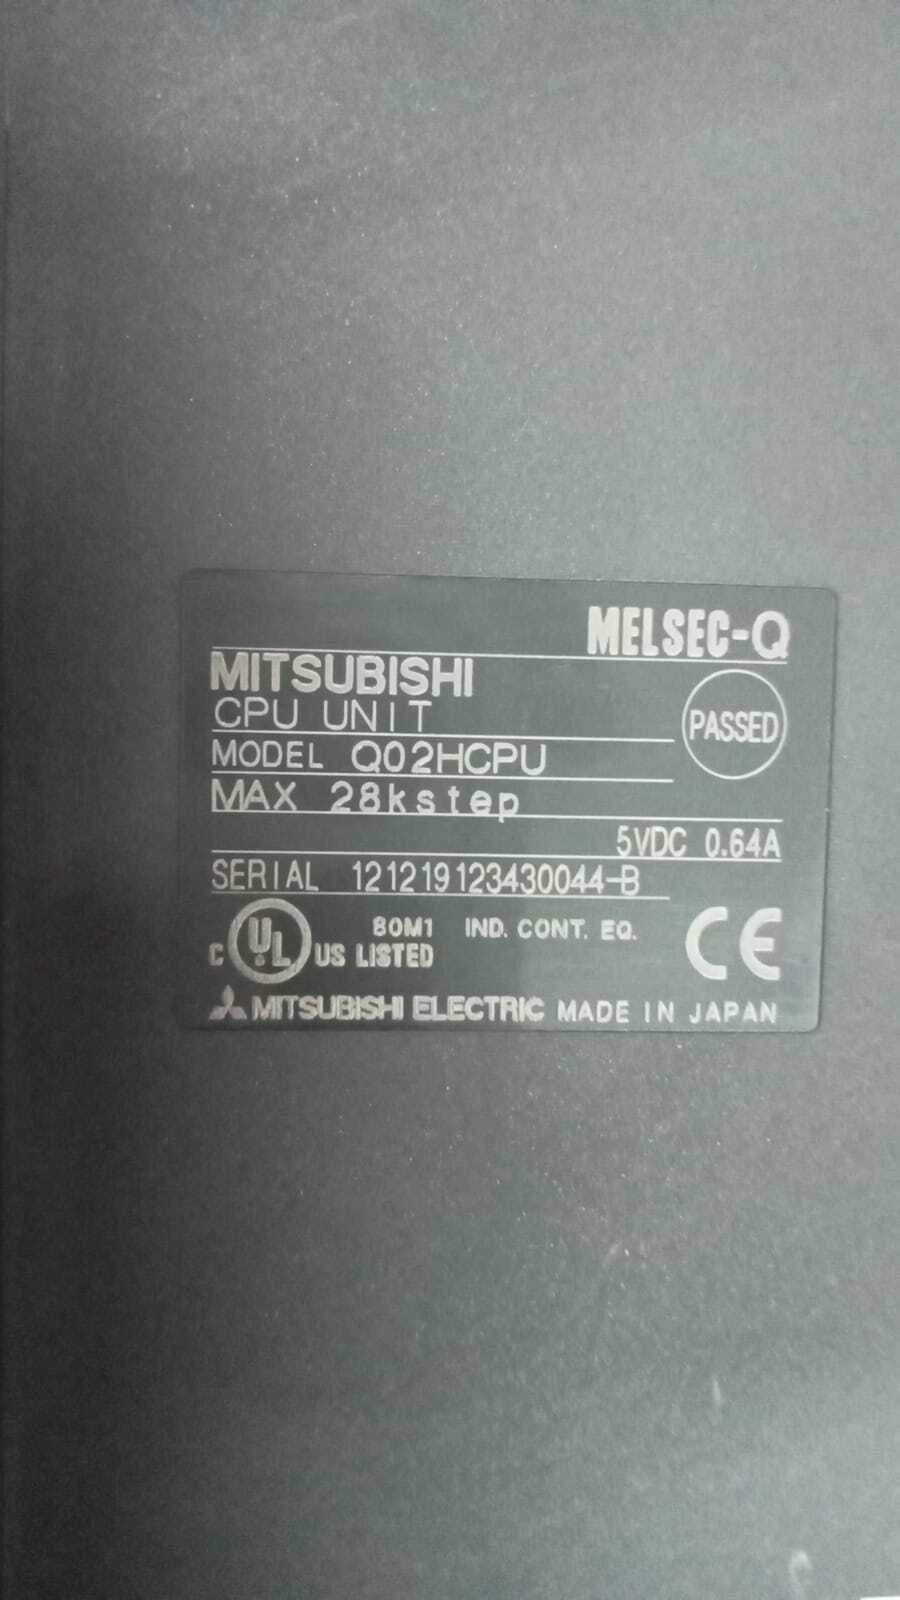 MELSEC-Q
MITSUBISHI
CPU UNIT
PASSED
MODEL Q02HCPU
MAX 28kstep
5VDC 0.64A
SERIAL 121219123430044-B
80M1 IND. CONT. EQ.
C UL US LISTED
CE
MITSUBISHI ELECTRIC MADE IN JAPAN